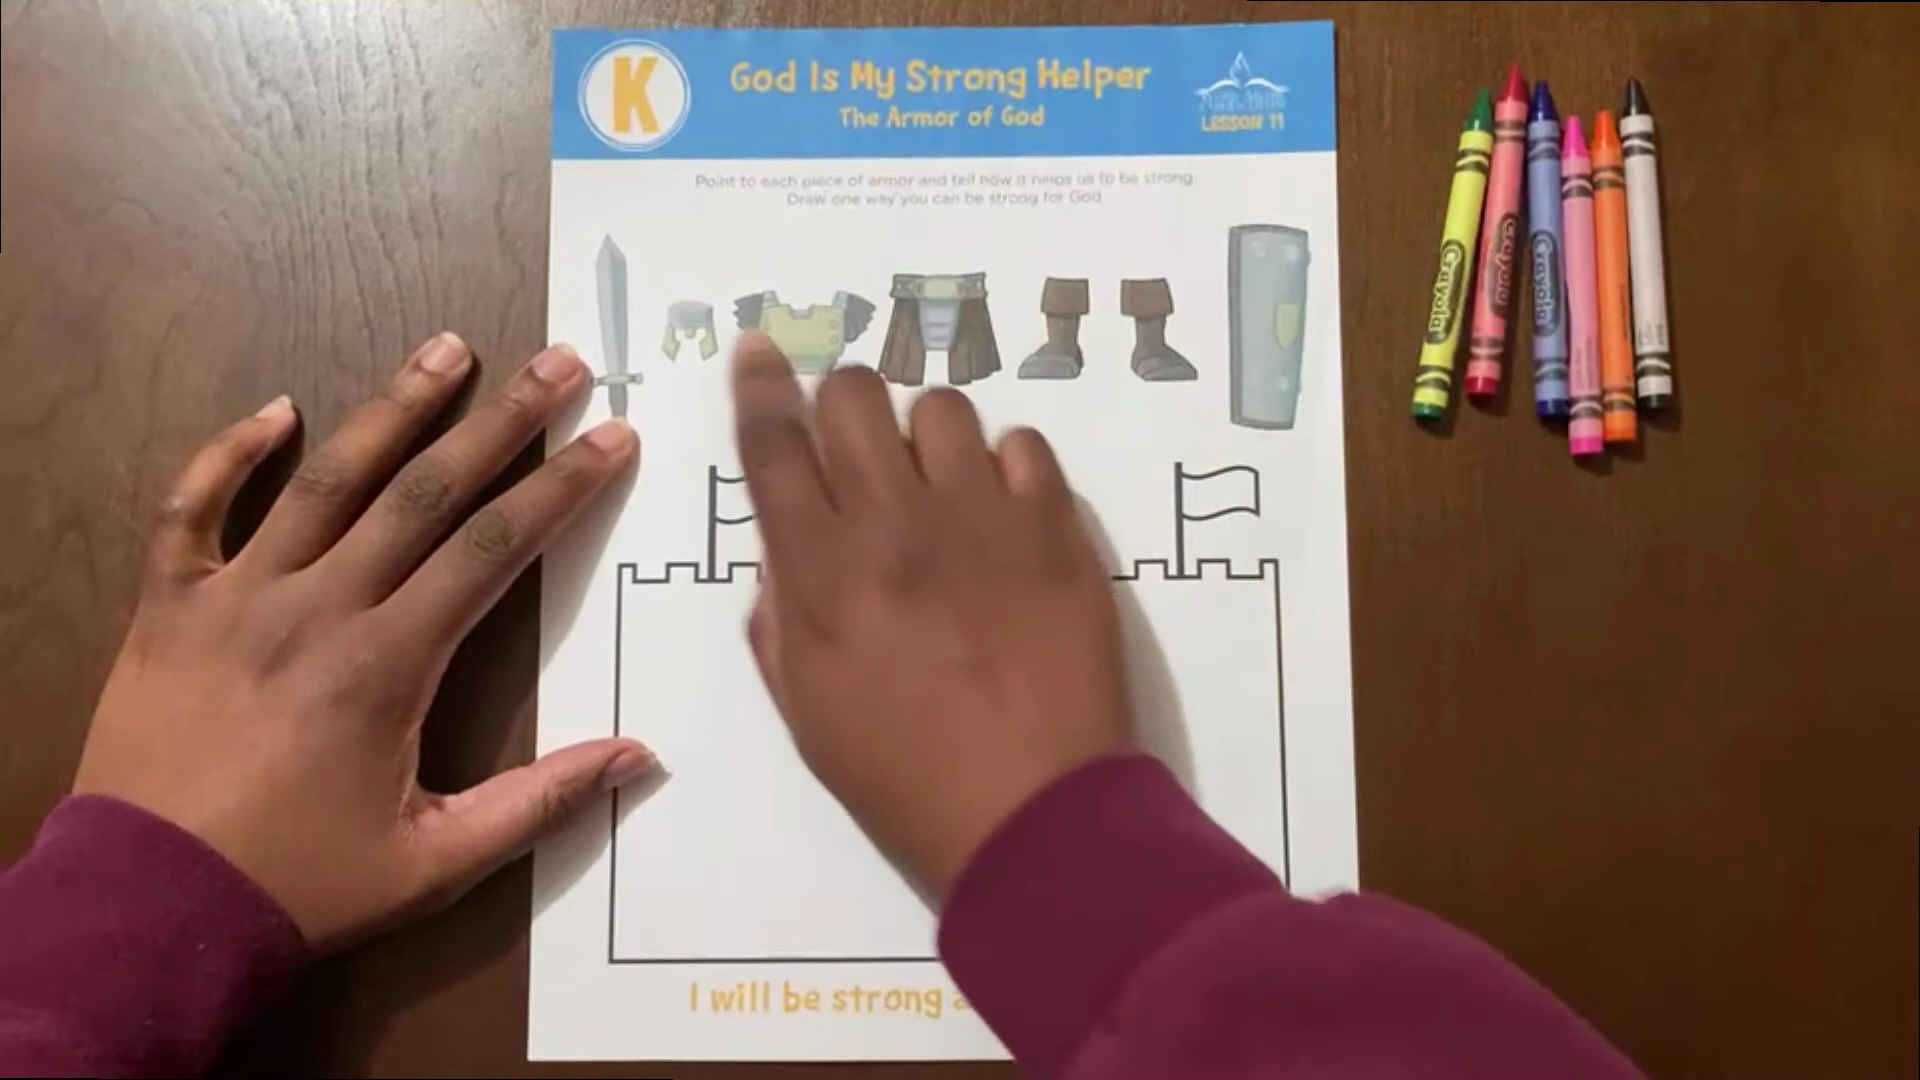 K
God Is My Strong Helper
The Armor of God
LESSON 11
Point to each piece of armor and tell how it helps us to be strong.
Draw one way you can be strong for God
I will be strong a
Crayola
Crayola
Crayola